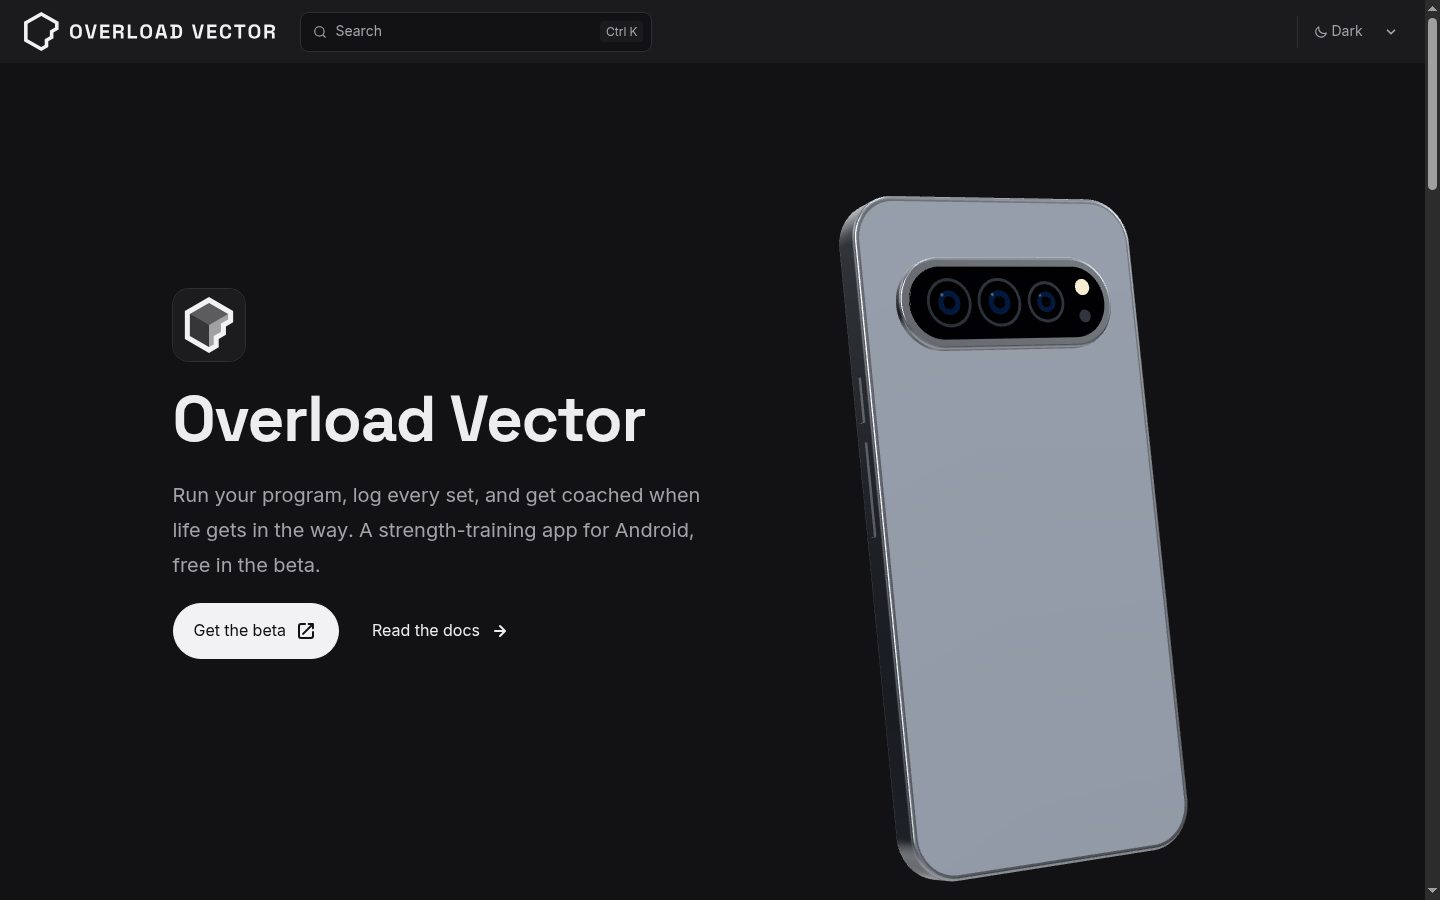 OVERLOAD VECTOR
Search
Ctrl K
Dark
Overload Vector
Run your program, log every set, and get coached when
life gets in the way. A strength-training app for Android,
free in the beta.
Get the beta
Read the docs